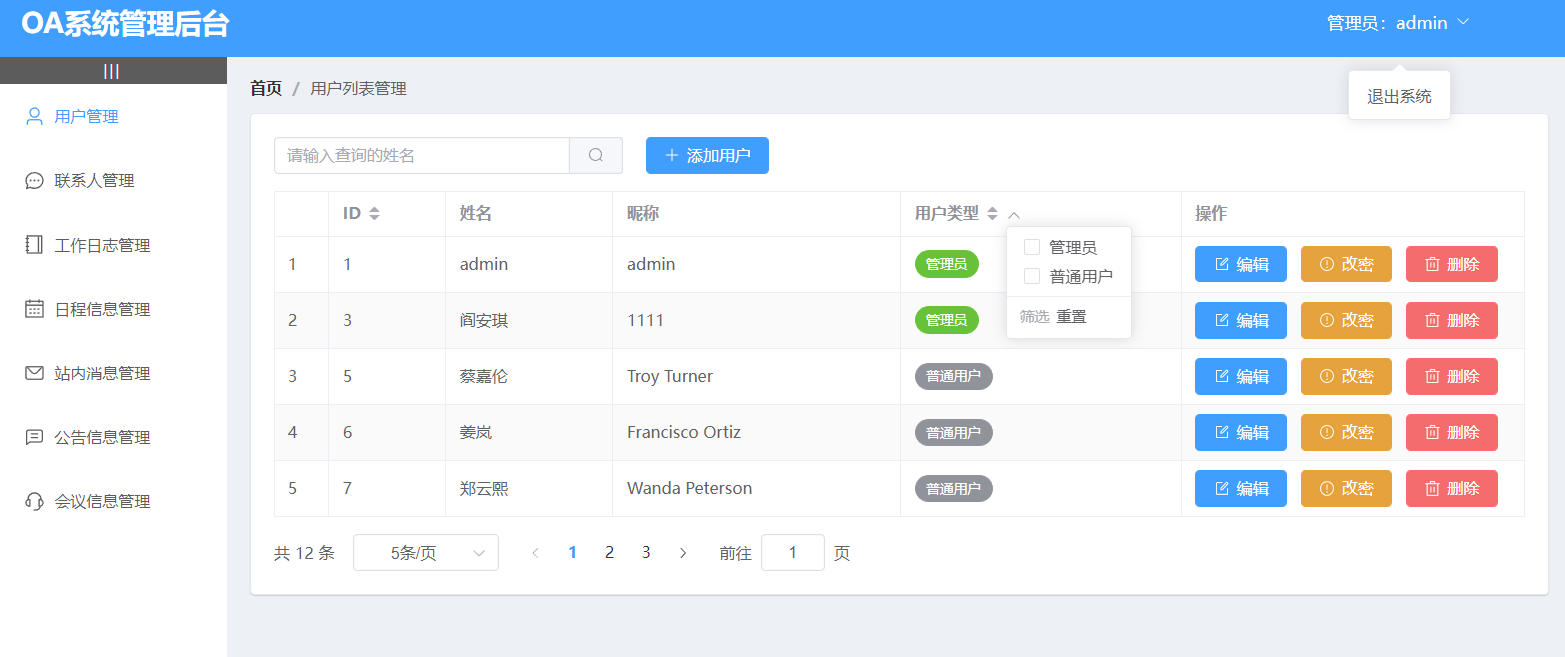 OA系统管理后台
管理员：admin
退出系统
|||
用户管理
联系人管理
工作日志管理
日程信息管理
站内消息管理
公告信息管理
会议信息管理
首页 / 用户列表管理
请输入查询的姓名
添加用户
ID 姓名 昵称 用户类型 操作
管理员
普通用户
筛选 重置
1 1 admin admin 管理员 编辑 改密 删除
2 3 阎安琪 1111 管理员 编辑 改密 删除
3 5 蔡嘉伦 Troy Turner 普通用户 编辑 改密 删除
4 6 姜岚 Francisco Ortiz 普通用户 编辑 改密 删除
5 7 郑云熙 Wanda Peterson 普通用户 编辑 改密 删除
共 12 条 5条/页 1 2 3 前往 1 页